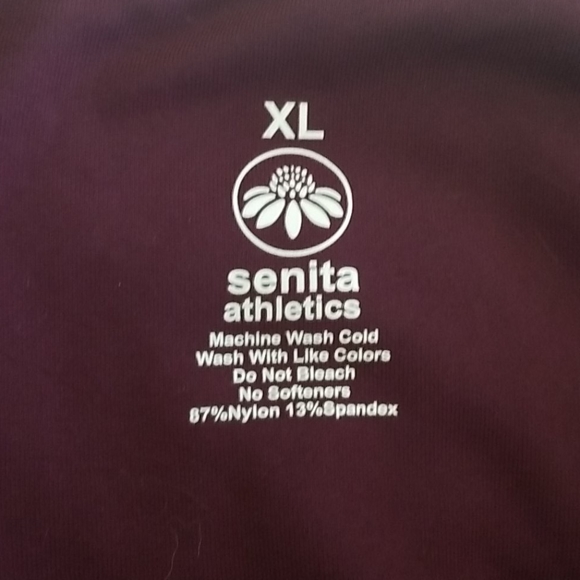 XL
senita
athletics
Machine Wash Cold
Wash With Like Colors
Do Not Bleach
No Softeners
87%Nylon 13%Spandex